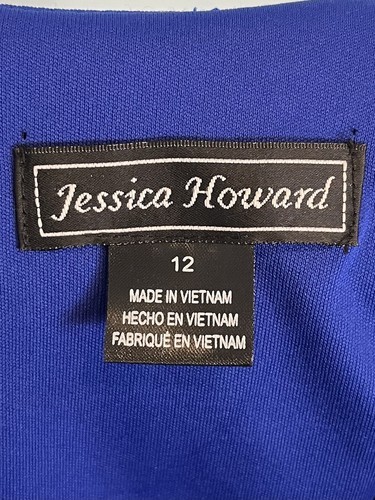 Jessica Howard
12
MADE IN VIETNAM
HECHO EN VIETNAM
FABRIQUÉ EN VIETNAM